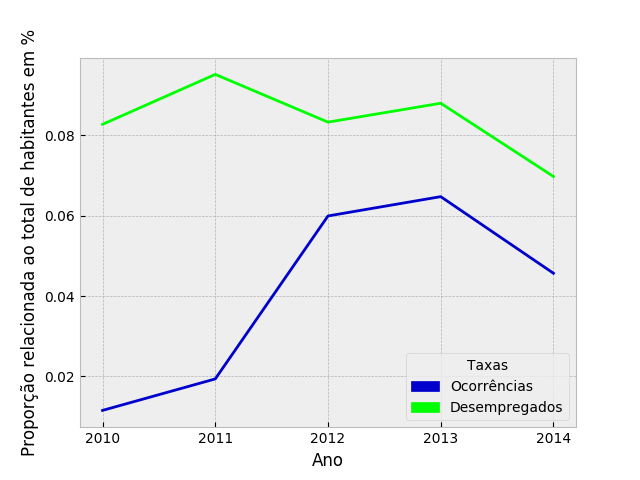 Proporção relacionada ao total de habitantes em %
0.08
0.06
0.04
0.02
2010 2011 2012 2013 2014
Ano
Taxas
Ocorrências
Desempregados